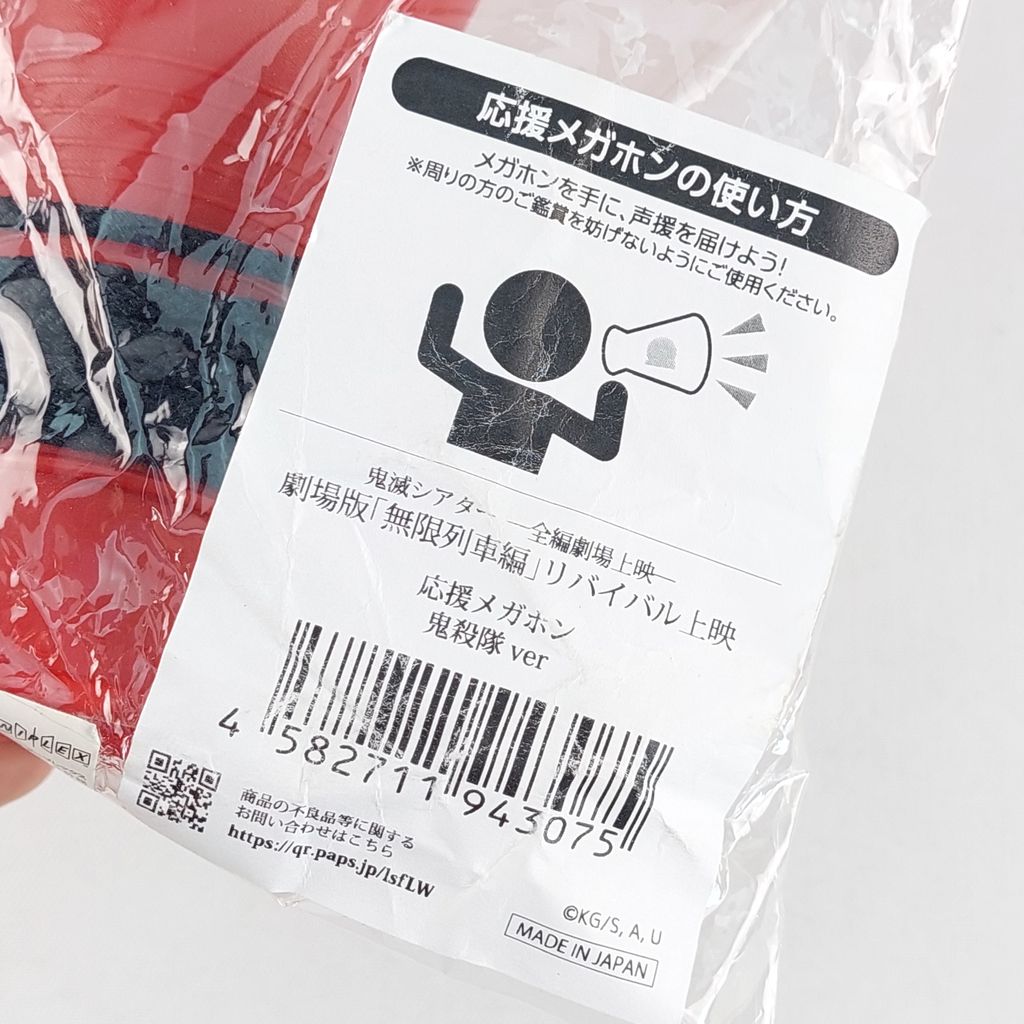 応援メガホンの使い方
メガホンを手に、声援を届けよう!
※周りの方のご鑑賞を妨げないようにご使用ください。
鬼滅シアター ―全編劇場上映―
劇場版「無限列車編」リバイバル上映
応援メガホン
鬼殺隊 ver
4 582711 943075
商品の不良品等に関する
お問い合わせはこちら
https://qr.paps.jp/lsfLW
©KG/S, A, U
MADE IN JAPAN
NIPLEX